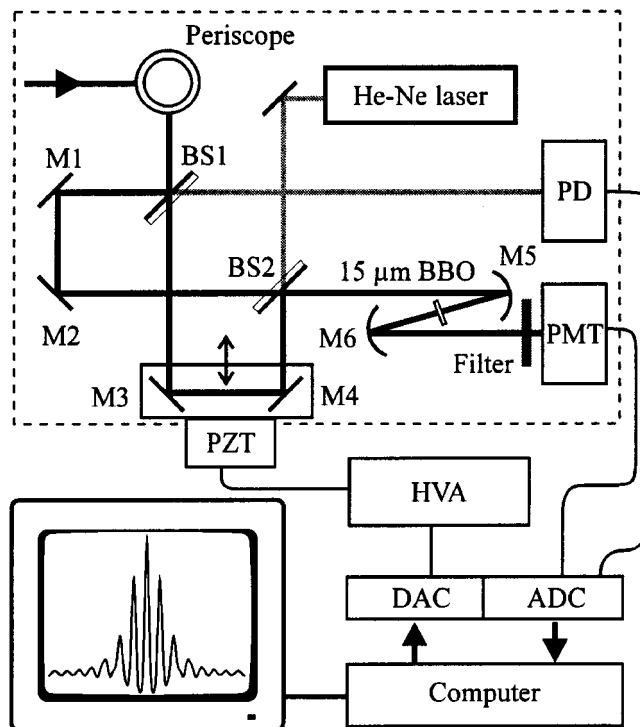 Periscope
He-Ne laser
M1
BS1
PD
BS2
15 µm BBO
M5
M2
M6
Filter
PMT
M3
M4
PZT
HVA
DAC
ADC
Computer